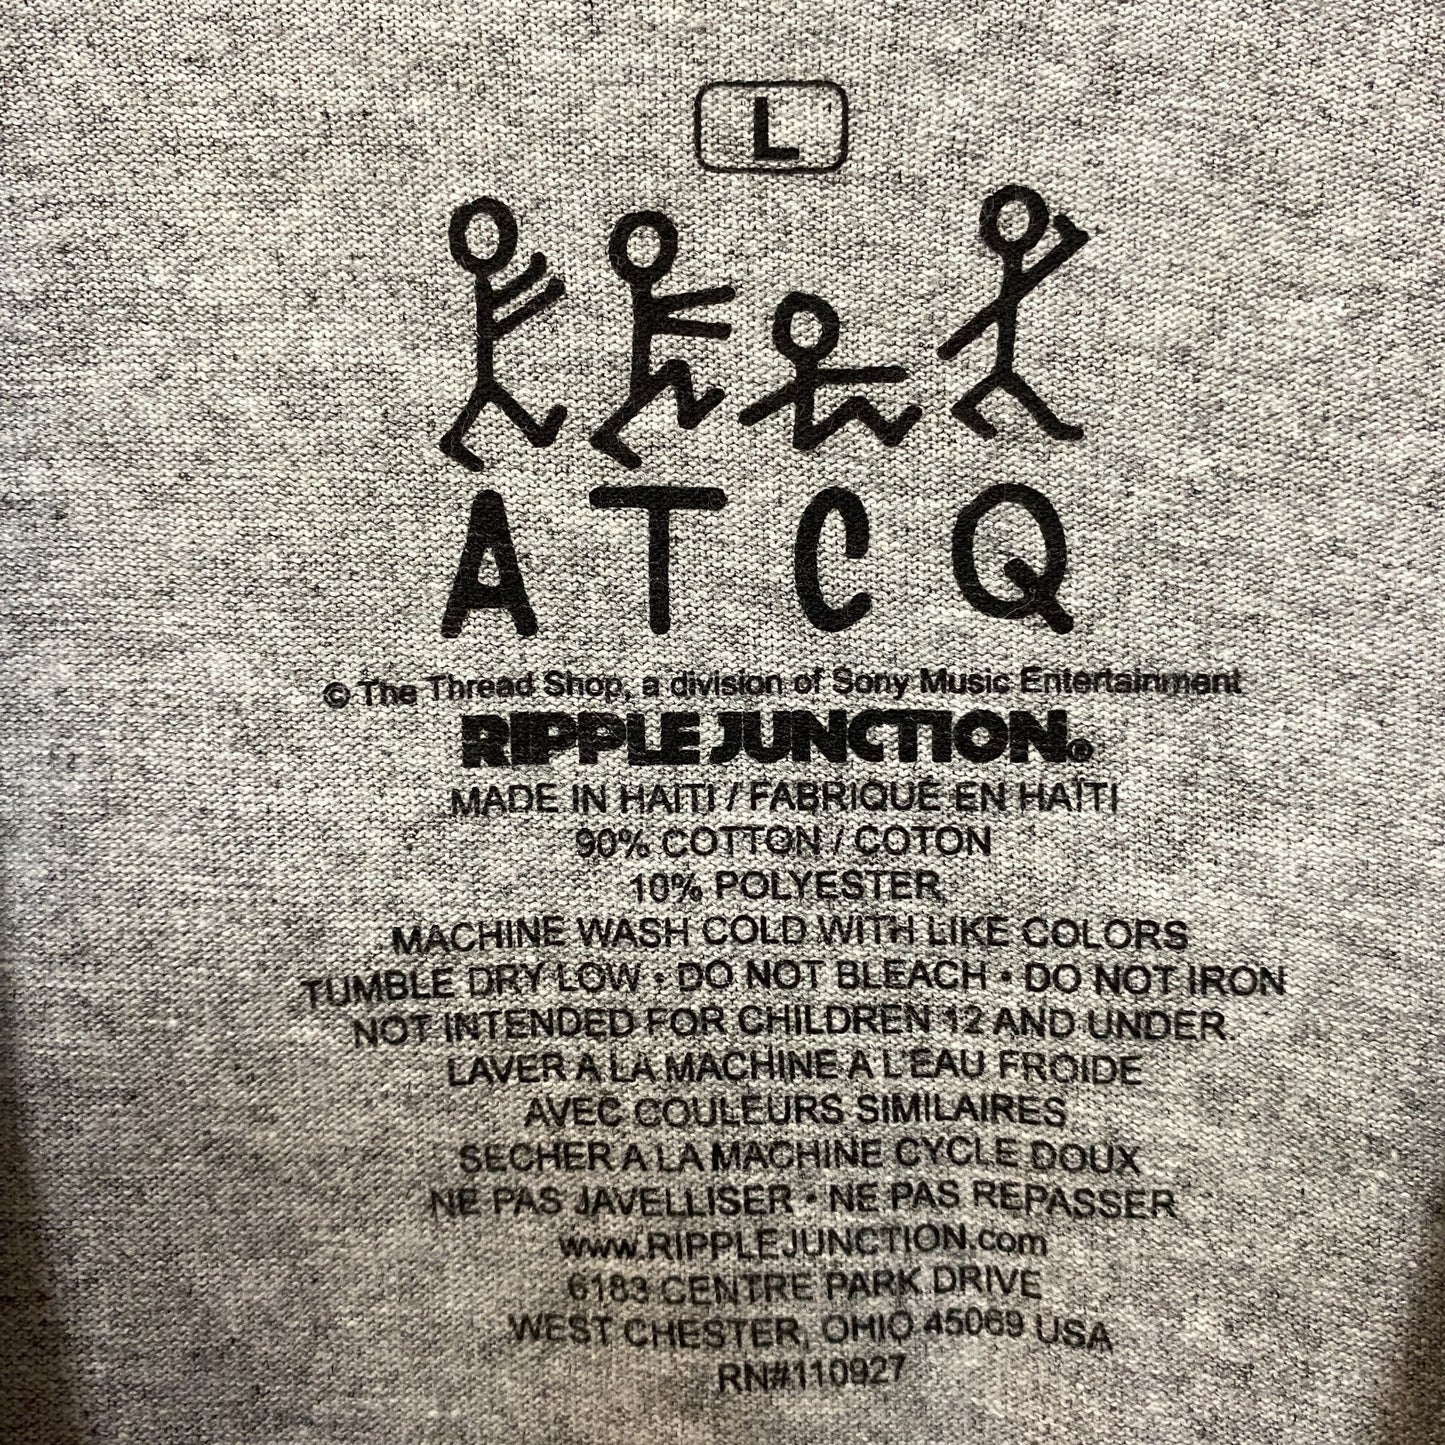 L
A T C Q
© The Thread Shop, a division of Sony Music Entertainment
RIPPLE JUNCTION®
MADE IN HAITI / FABRIQUÉ EN HAÏTI
90% COTTON / COTON
10% POLYESTER
MACHINE WASH COLD WITH LIKE COLORS
TUMBLE DRY LOW • DO NOT BLEACH • DO NOT IRON
NOT INTENDED FOR CHILDREN 12 AND UNDER.
LAVER A LA MACHINE A L'EAU FROIDE
AVEC COULEURS SIMILAIRES
SECHER A LA MACHINE CYCLE DOUX
NE PAS JAVELLISER • NE PAS REPASSER
www.RIPPLEJUNCTION.com
6183 CENTRE PARK DRIVE
WEST CHESTER, OHIO 45069 USA
RN#110927